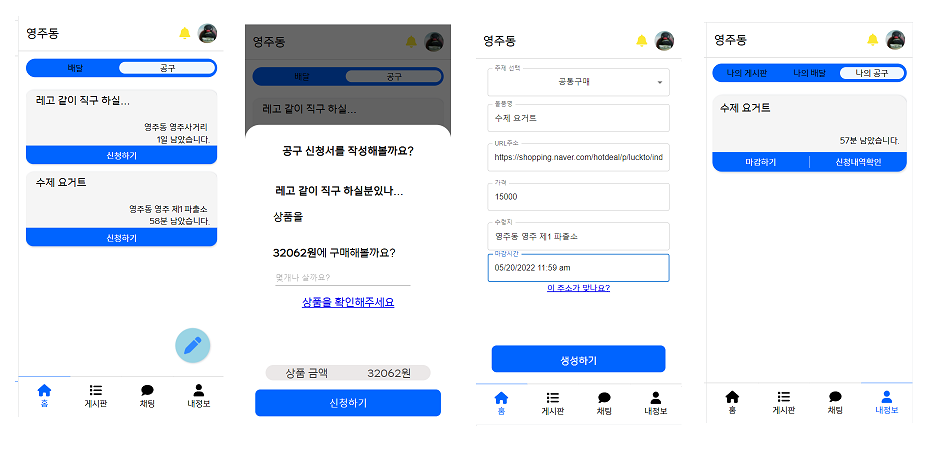 영주동
배달 공구
레고 같이 직구 하실...
영주동 영주사거리
1일 남았습니다.
신청하기
수제 요거트
영주동 영주 제1 파출소
58분 남았습니다.
신청하기
홈 게시판 채팅 내정보
영주동
배달 공구
레고 같이 직구 하실...
공구 신청서를 작성해볼까요?
레고 같이 직구 하실분있나...
상품을
32062원에 구매해볼까요?
몇개나 살까요?
상품을 확인해주세요
상품 금액 32062원
신청하기
영주동
주제 선택
공동구매
물품명
수제 요거트
URL주소
https://shopping.naver.com/hotdeal/p/luckto/ind
가격
15000
수령지
영주동 영주 제1 파출소
마감시간
05/20/2022 11:59 am
이 주소가 맞나요?
생성하기
홈 게시판 채팅 내정보
영주동
나의 게시판 나의 배달 나의 공구
수제 요거트
57분 남았습니다.
마감하기 신청내역확인
홈 게시판 채팅 내정보